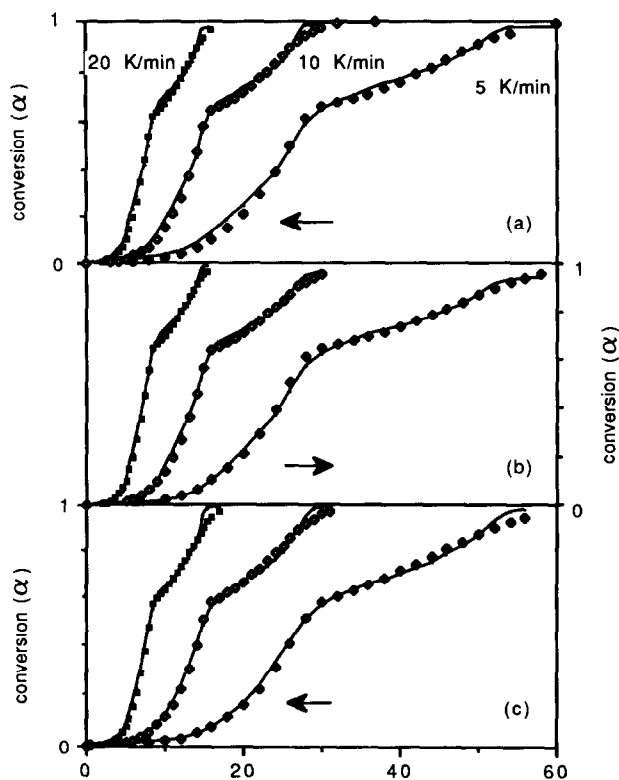 1
20 K/min
10 K/min
5 K/min
conversion (α)
(a)
0
1
conversion (α)
(b)
1
0
conversion (α)
(c)
0
0
20
40
60